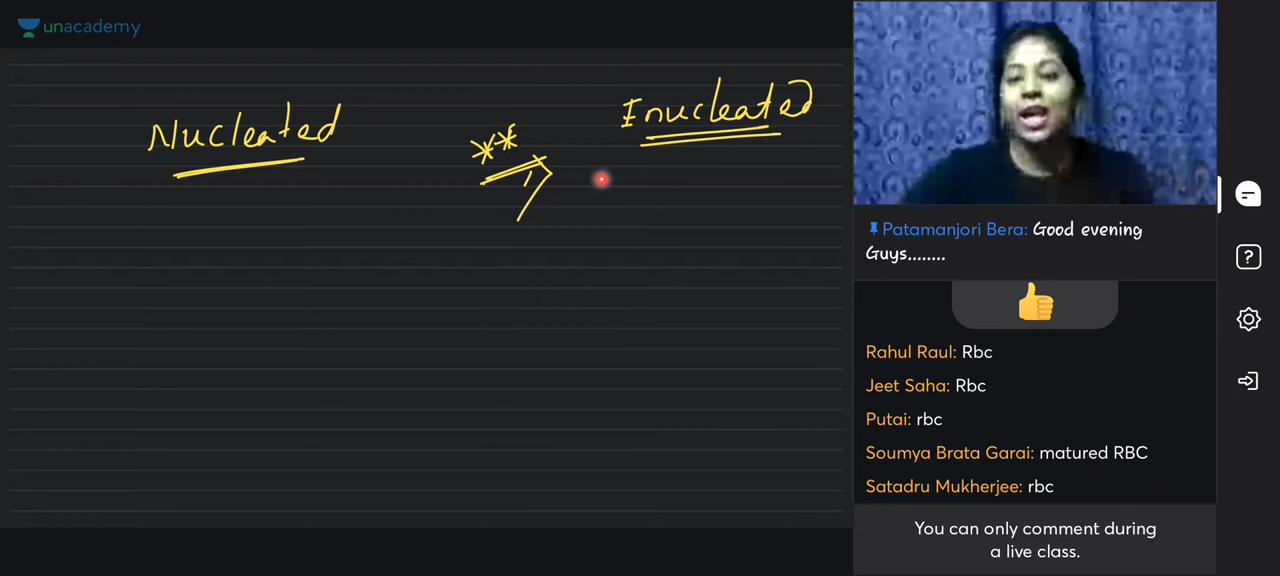 unacademy
Nucleated
Inucleated
**
Patamanjori Bera: Good evening
Guys........
Rahul Raul: Rbc
Jeet Saha: Rbc
Putai: rbc
Soumya Brata Garai: matured RBC
Satadru Mukherjee: rbc
You can only comment during
a live class.
?